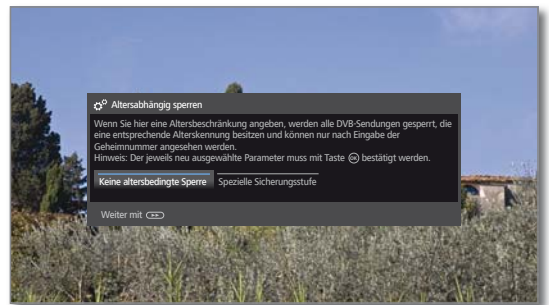 Altersabhängig sperren
Wenn Sie hier eine Altersbeschränkung angeben, werden alle DVB-Sendungen gesperrt, die
eine entsprechende Alterskennung besitzen und können nur nach Eingabe der
Geheimnummer angesehen werden.
Hinweis: Der jeweils neu ausgewählte Parameter muss mit Taste OK bestätigt werden.
Keine altersbedingte Sperre Spezielle Sicherungsstufe
Weiter mit